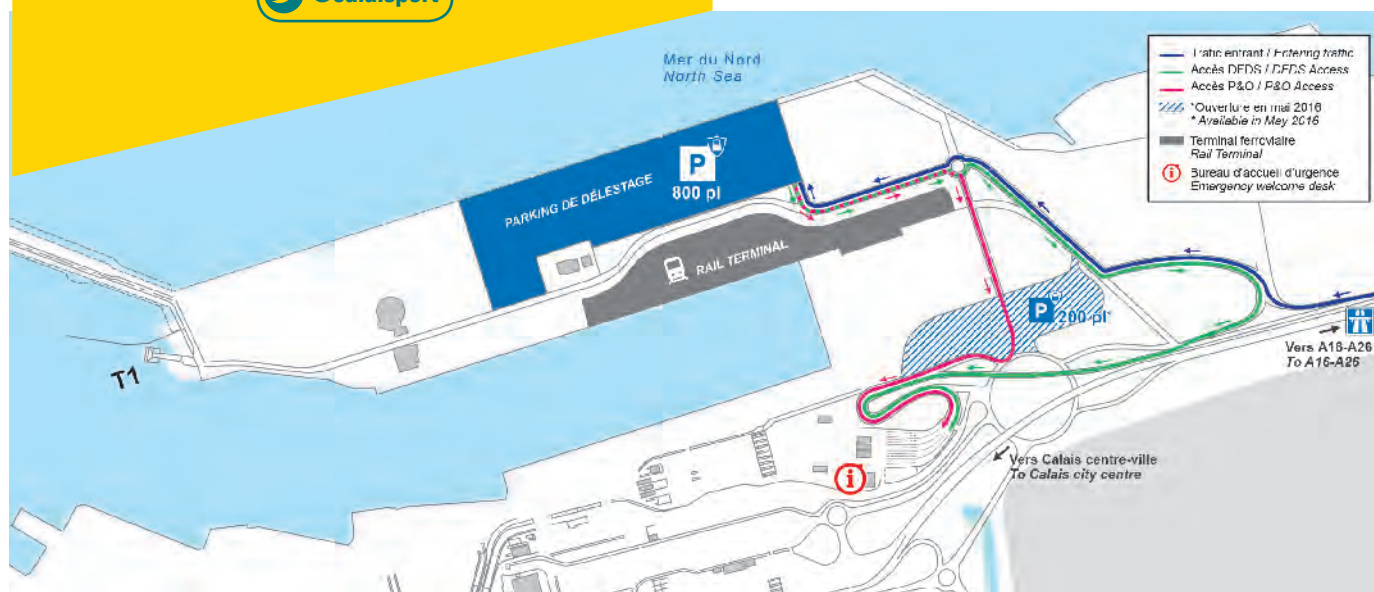 @calaisport
Mer du Nord
North Sea
Trafic entrant / Entering traffic
Accès DFDS / DFDS Access
Accès P&O / P&O Access
*Ouverture en mai 2016
* Available in May 2016
Terminal ferroviaire
Rail Terminal
Bureau d'accueil d'urgence
Emergency welcome desk
P
800 pl
PARKING DE DÉLESTAGE
RAIL TERMINAL
P
200 pl*
Vers A16-A26
To A16-A26
T1
Vers Calais centre-ville
To Calais city centre
i